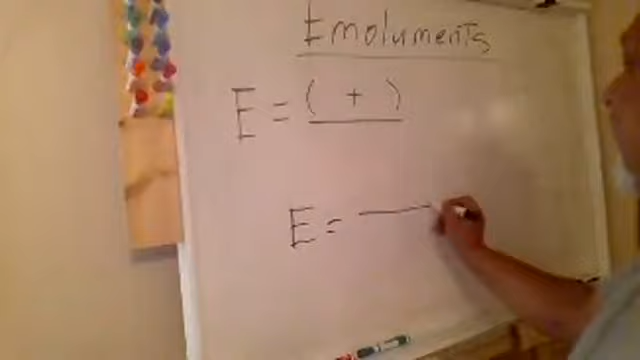 Emoluments
E = ( + )
E =